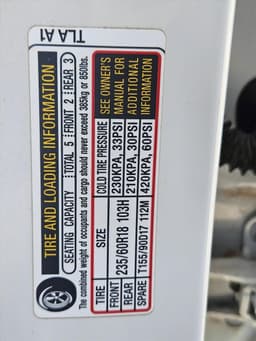 TLA A1
TIRE AND LOADING INFORMATION
SEATING CAPACITY TOTAL 5 FRONT 2 REAR 3
The combined weight of occupants and cargo should never exceed 385kg or 850lbs.
TIRE SIZE COLD TIRE PRESSURE SEE OWNER'S MANUAL FOR ADDITIONAL INFORMATION
FRONT 235/60R18 103H 230KPA, 33PSI
REAR 210KPA, 30PSI
SPARE T155/90D17 112M 420KPA, 60PSI